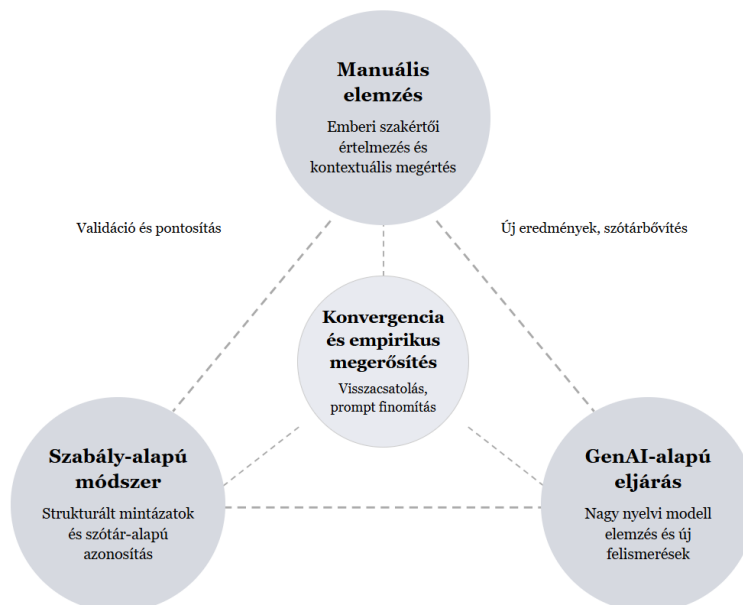 Manuális
elemzés
Emberi szakértői
értelmezés és
kontextuális megértés
Validáció és pontosítás
Új eredmények, szótárbővítés
Konvergencia
és empirikus
megerősítés
Visszacsatolás,
prompt finomítás
Szabály-alapú
módszer
Strukturált mintázatok
és szótár-alapú
azonosítás
GenAI-alapú
eljárás
Nagy nyelvi modell
elemzés és új
felismerések